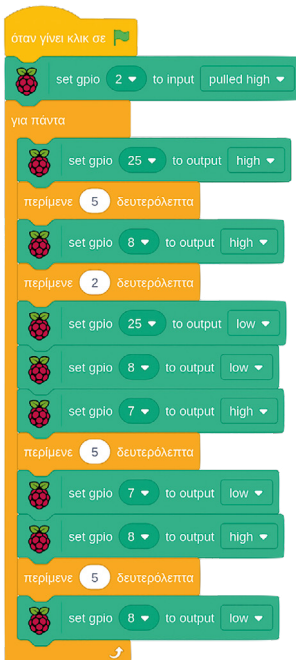 όταν γίνει κλικ σε
set gpio 2 to input pulled high
για πάντα
set gpio 25 to output high
περίμενε 5 δευτερόλεπτα
set gpio 8 to output high
περίμενε 2 δευτερόλεπτα
set gpio 25 to output low
set gpio 8 to output low
set gpio 7 to output high
περίμενε 5 δευτερόλεπτα
set gpio 7 to output low
set gpio 8 to output high
περίμενε 5 δευτερόλεπτα
set gpio 8 to output low